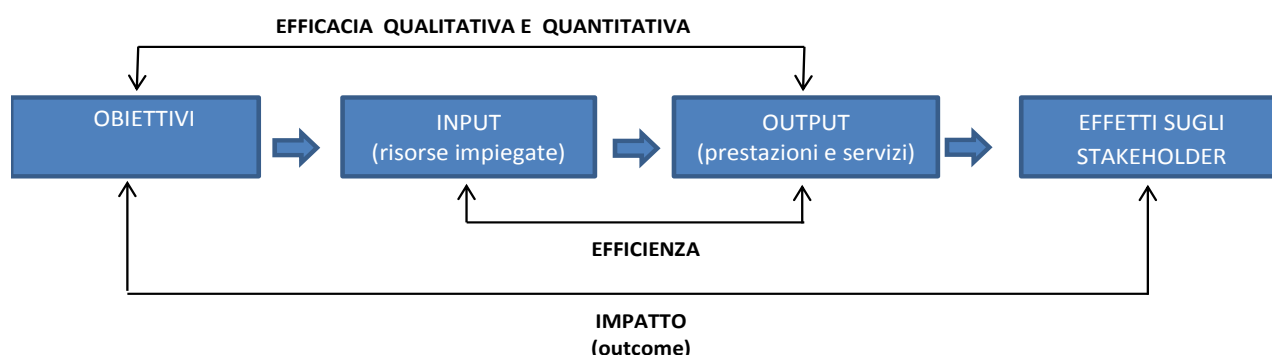 EFFICACIA QUALITATIVA E QUANTITATIVA
OBIETTIVI
INPUT
(risorse impiegate)
OUTPUT
(prestazioni e servizi)
EFFETTI SUGLI
STAKEHOLDER
EFFICIENZA
IMPATTO
(outcome)